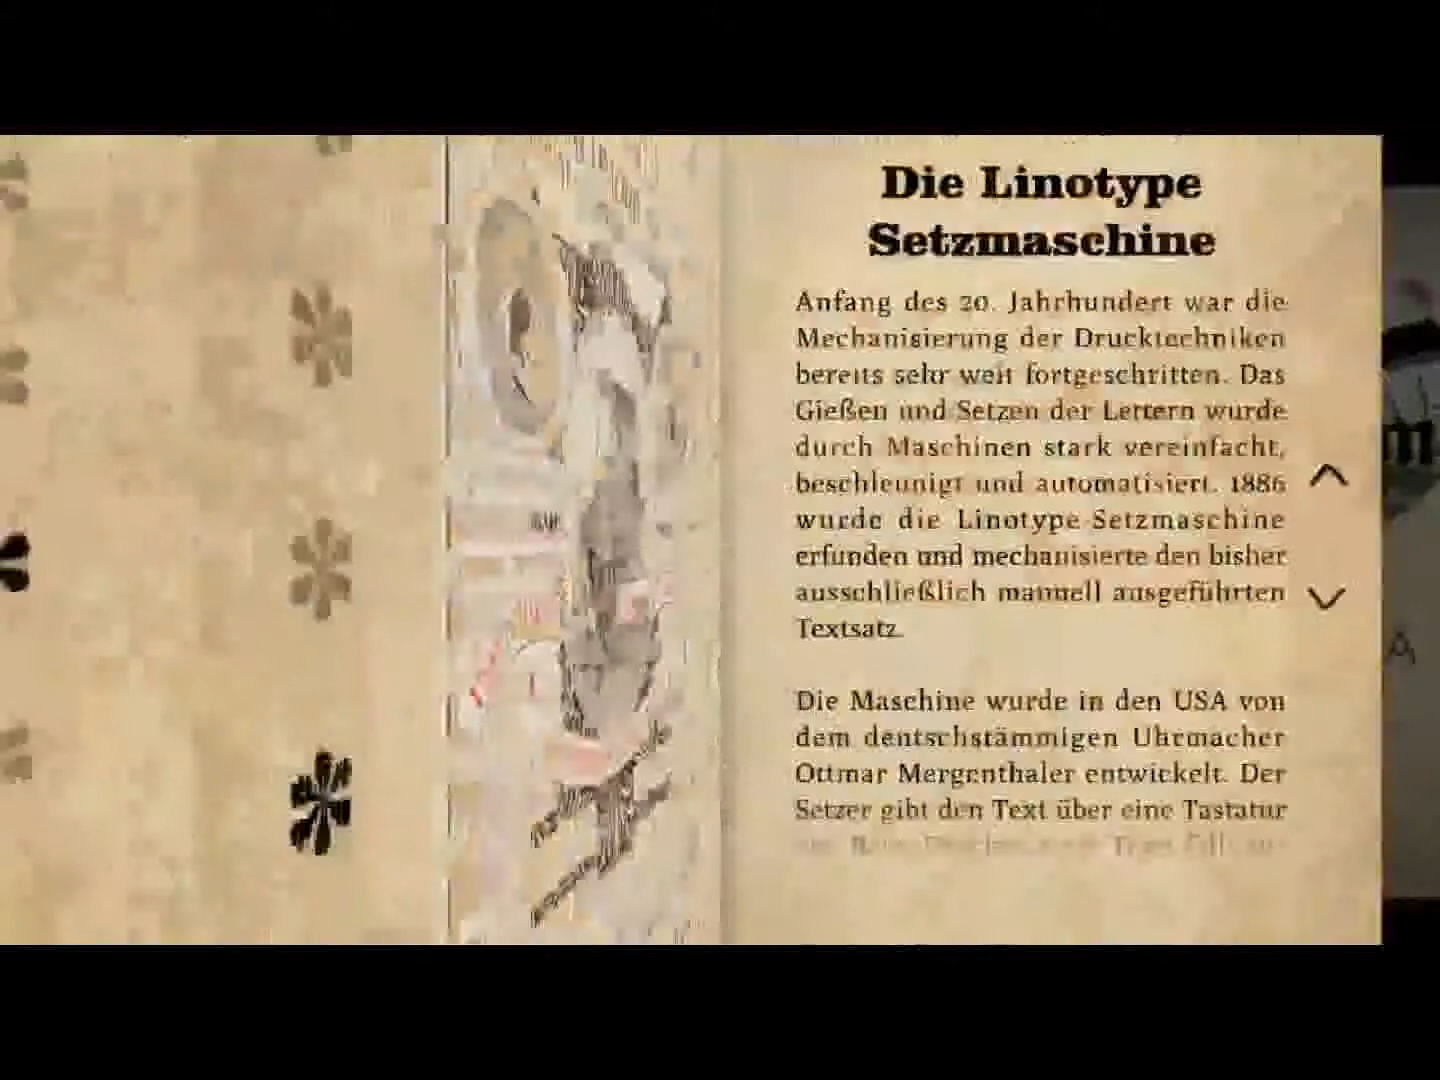 Die Linotype
Setzmaschine
Anfang des 20. Jahrhundert war die
Mechanisierung der Drucktechniken
bereits sehr weit fortgeschritten. Das
Gießen und Setzen der Lettern wurde
durch Maschinen stark vereinfacht,
beschleunigt und automatisiert. 1886
wurde die Linotype-Setzmaschine
erfunden und mechanisierte den bisher
ausschließlich manuell ausgeführten
Textsatz.
Die Maschine wurde in den USA von
dem deutschstämmigen Uhrmacher
Ottmar Mergenthaler entwickelt. Der
Setzer gibt den Text über eine Tastatur